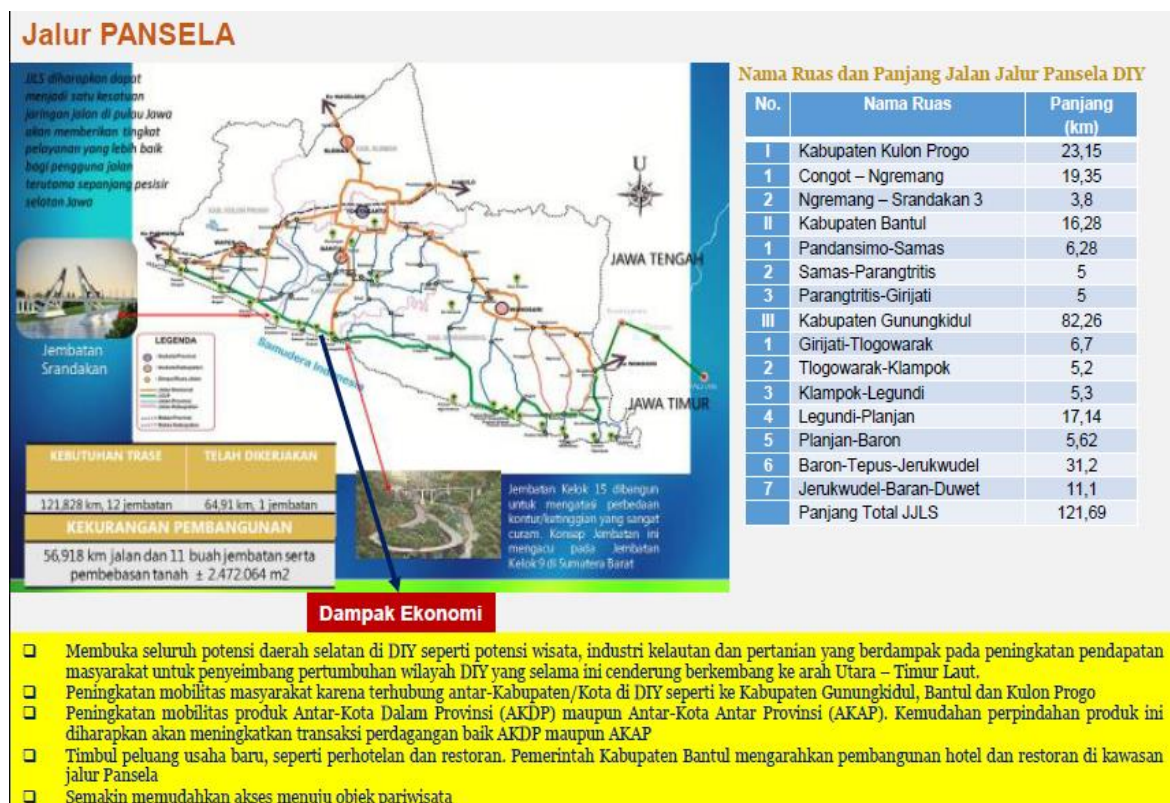 Jalur PANSELA
JJLS diharapkan dapat
menjadi satu kesatuan
jaringan jalan di pulau Jawa
akan memberikan tingkat
pelayanan yang lebih baik
bagi pengguna jalan
terutama sepanjang pesisir
selatan Jawa
U
JAWA TENGAH
JAWA TIMUR
Samudera Indonesia
Jembatan
Srandakan
LEGENDA
KEBUTUHAN TRASE TELAH DIKERJAKAN
121,828 km, 12 jembatan 64,91 km, 1 jembatan
KEKURANGAN PEMBANGUNAN
56,918 km jalan dan 11 buah jembatan serta
pembebasan tanah ± 2.472.064 m2
Jembatan Kelok 15 dibangun
untuk mengatasi perbedaan
kontur/ketinggian yang sangat
curam. Konsep Jembatan ini
mengacu pada Jembatan
Kelok 9 di Sumatera Barat
Nama Ruas dan Panjang Jalan Jalur Pansela DIY
No. Nama Ruas Panjang
(km)
I Kabupaten Kulon Progo 23,15
1 Congot – Ngremang 19,35
2 Ngremang – Srandakan 3 3,8
II Kabupaten Bantul 16,28
1 Pandansimo-Samas 6,28
2 Samas-Parangtritis 5
3 Parangtritis-Girijati 5
III Kabupaten Gunungkidul 82,26
1 Girijati-Tlogowarak 6,7
2 Tlogowarak-Klampok 5,2
3 Klampok-Legundi 5,3
4 Legundi-Planjan 17,14
5 Planjan-Baron 5,62
6 Baron-Tepus-Jerukwudel 31,2
7 Jerukwudel-Baran-Duwet 11,1
Panjang Total JJLS 121,69
Dampak Ekonomi
Membuka seluruh potensi daerah selatan di DIY seperti potensi wisata, industri kelautan dan pertanian yang berdampak pada peningkatan pendapatan
masyarakat untuk penyeimbang pertumbuhan wilayah DIY yang selama ini cenderung berkembang ke arah Utara – Timur Laut.
Peningkatan mobilitas masyarakat karena terhubung antar-Kabupaten/Kota di DIY seperti ke Kabupaten Gunungkidul, Bantul dan Kulon Progo
Peningkatan mobilitas produk Antar-Kota Dalam Provinsi (AKDP) maupun Antar-Kota Antar Provinsi (AKAP). Kemudahan perpindahan produk ini
diharapkan akan meningkatkan transaksi perdagangan baik AKDP maupun AKAP
Timbul peluang usaha baru, seperti perhotelan dan restoran. Pemerintah Kabupaten Bantul mengarahkan pembangunan hotel dan restoran di kawasan
jalur Pansela
Semakin memudahkan akses menuju objek pariwisata